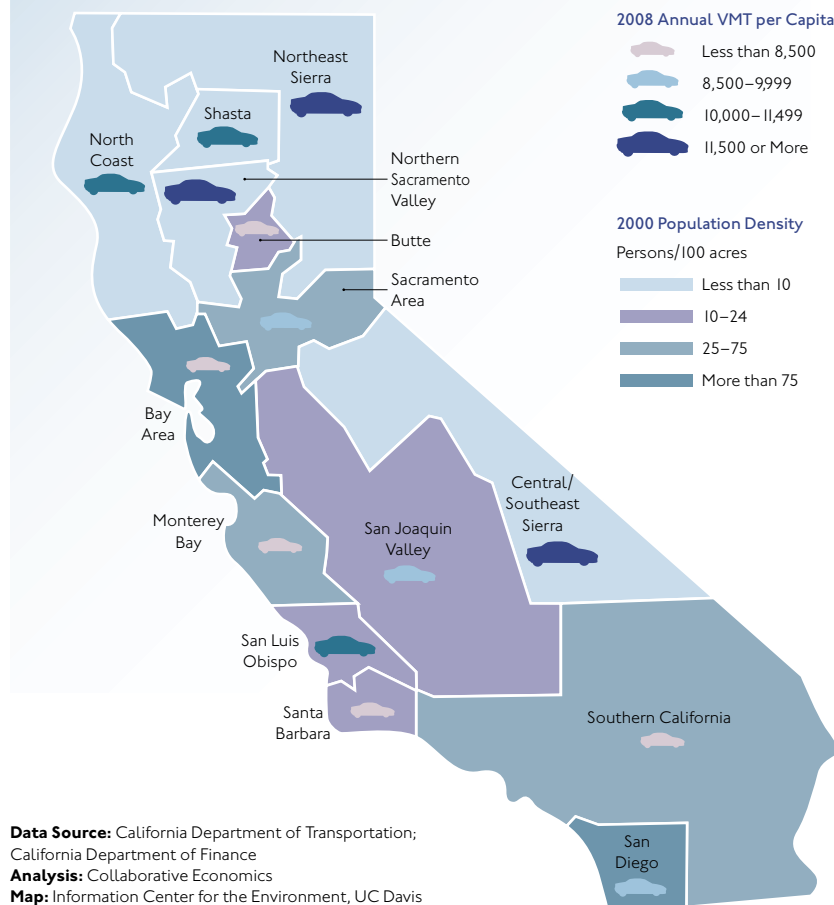 2008 Annual VMT per Capita
Less than 8,500
8,500–9,999
10,000–11,499
11,500 or More
2000 Population Density
Persons/100 acres
Less than 10
10–24
25–75
More than 75
Northeast
Sierra
Shasta
North
Coast
Northern
Sacramento
Valley
Butte
Sacramento
Area
Bay
Area
Monterey
Bay
San Joaquin
Valley
Central/
Southeast
Sierra
San Luis
Obispo
Santa
Barbara
Southern California
San
Diego
Data Source: California Department of Transportation;
California Department of Finance
Analysis: Collaborative Economics
Map: Information Center for the Environment, UC Davis